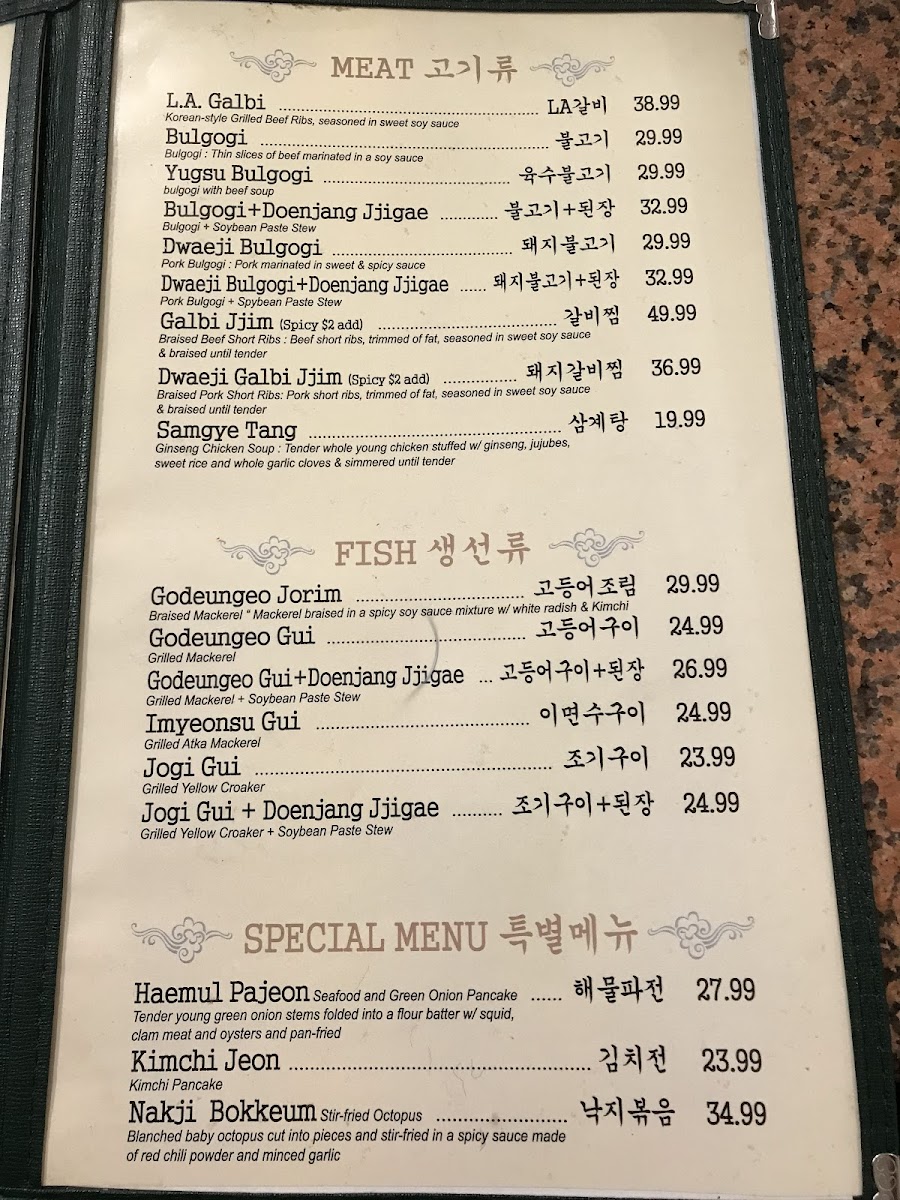 MEAT 고기류
L.A. Galbi ........ LA갈비 38.99
Korean-style Grilled Beef Ribs, seasoned in sweet soy sauce
Bulgogi ........ 불고기 29.99
Bulgogi : Thin slices of beef marinated in a soy sauce
Yugsu Bulgogi ........ 육수불고기 29.99
bulgogi with beef soup
Bulgogi+Doenjang Jjigae ........ 불고기+된장 32.99
Bulgogi + Soybean Paste Stew
Dwaeji Bulgogi ........ 돼지불고기 29.99
Pork Bulgogi : Pork marinated in sweet & spicy sauce
Dwaeji Bulgogi+Doenjang Jjigae ...... 돼지불고기+된장 32.99
Pork Bulgogi + Spybean Paste Stew
Galbi Jjim (Spicy $2 add) ........ 갈비찜 49.99
Braised Beef Short Ribs : Beef short ribs, trimmed of fat, seasoned in sweet soy sauce
& braised until tender
Dwaeji Galbi Jjim (Spicy $2 add) ........ 돼지갈비찜 36.99
Braised Pork Short Ribs: Pork short ribs, trimmed of fat, seasoned in sweet soy sauce
& braised until tender
Samgye Tang ........ 삼계탕 19.99
Ginseng Chicken Soup : Tender whole young chicken stuffed w/ ginseng, jujubes,
sweet rice and whole garlic cloves & simmered until tender
FISH 생선류
Godeungeo Jorim ........ 고등어조림 29.99
Braised Mackerel " Mackerel braised in a spicy soy sauce mixture w/ white radish & Kimchi
Godeungeo Gui ........ 고등어구이 24.99
Grilled Mackerel
Godeungeo Gui+Doenjang Jjigae ... 고등어구이+된장 26.99
Grilled Mackerel + Soybean Paste Stew
Imyeonsu Gui ........ 이면수구이 24.99
Grilled Atka Mackerel
Jogi Gui ........ 조기구이 23.99
Grilled Yellow Croaker
Jogi Gui + Doenjang Jjigae ........ 조기구이+된장 24.99
Grilled Yellow Croaker + Soybean Paste Stew
SPECIAL MENU 특별메뉴
Haemul Pajeon Seafood and Green Onion Pancake ...... 해물파전 27.99
Tender young green onion stems folded into a flour batter w/ squid,
clam meat and oysters and pan-fried
Kimchi Jeon ........ 김치전 23.99
Kimchi Pancake
Nakji Bokkeum Stir-fried Octopus ........ 낙지볶음 34.99
Blanched baby octopus cut into pieces and stir-fried in a spicy sauce made
of red chili powder and minced garlic